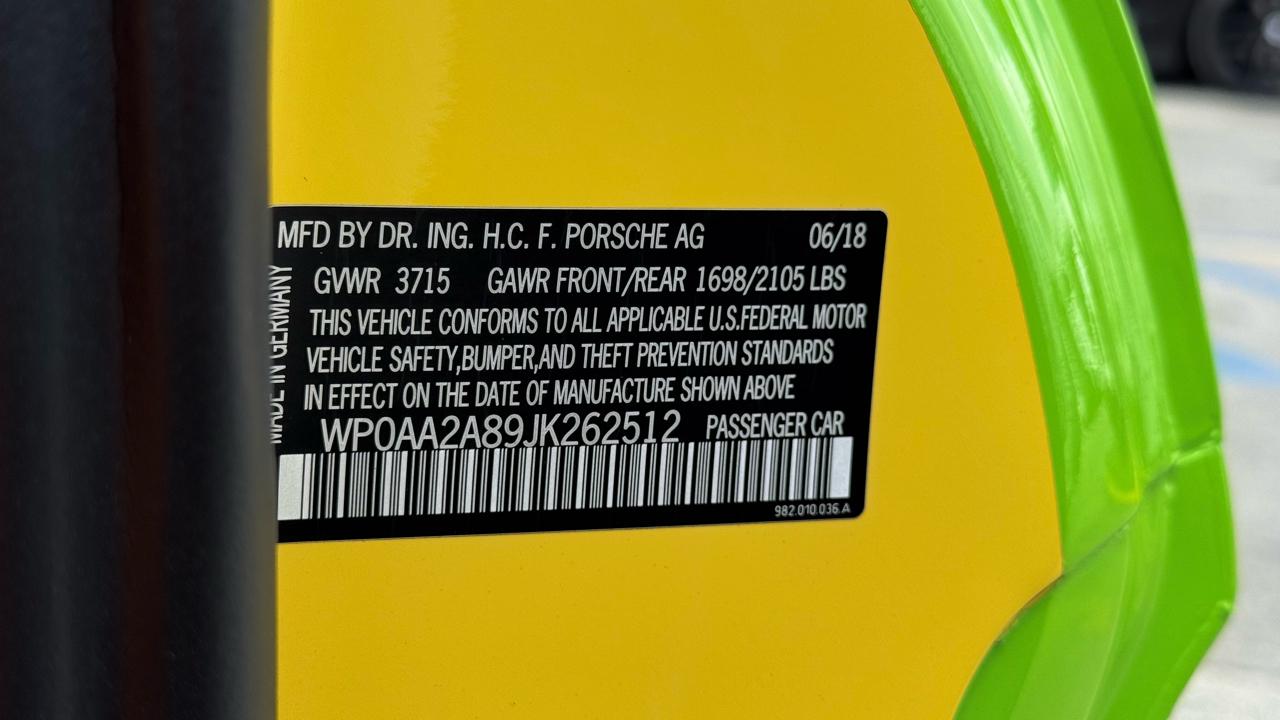 MFD BY DR. ING. H.C. F. PORSCHE AG 06/18
GVWR 3715 GAWR FRONT/REAR 1698/2105 LBS
THIS VEHICLE CONFORMS TO ALL APPLICABLE U.S.FEDERAL MOTOR
VEHICLE SAFETY,BUMPER,AND THEFT PREVENTION STANDARDS
IN EFFECT ON THE DATE OF MANUFACTURE SHOWN ABOVE
WP0AA2A89JK262512 PASSENGER CAR
982.010.036.A
MADE IN GERMANY